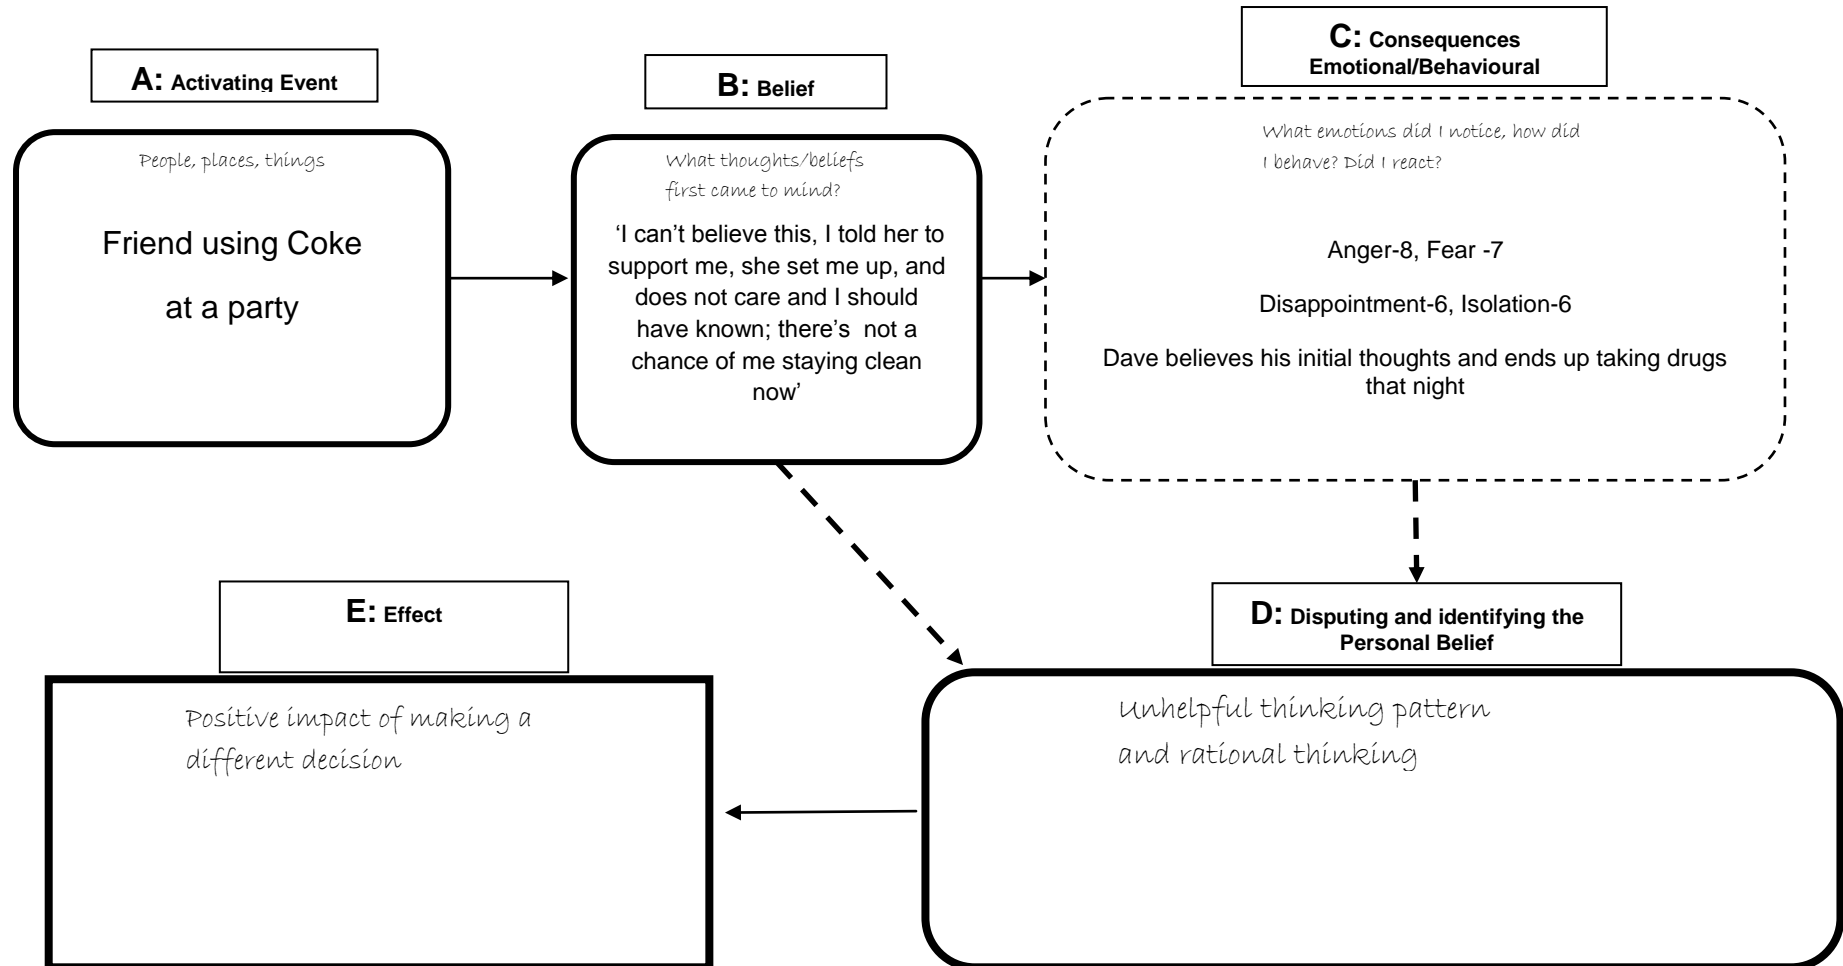 A: Activating Event
People, places, things
Friend using Coke
at a party
B: Belief
What thoughts/beliefs
first came to mind?
‘I can’t believe this, I told her to
support me, she set me up, and
does not care and I should
have known; there’s not a
chance of me staying clean
now’
C: Consequences
Emotional/Behavioural
What emotions did I notice, how did
I behave? Did I react?
Anger-8, Fear -7
Disappointment-6, Isolation-6
Dave believes his initial thoughts and ends up taking drugs
that night
E: Effect
Positive impact of making a
different decision
D: Disputing and identifying the
Personal Belief
Unhelpful thinking pattern
and rational thinking